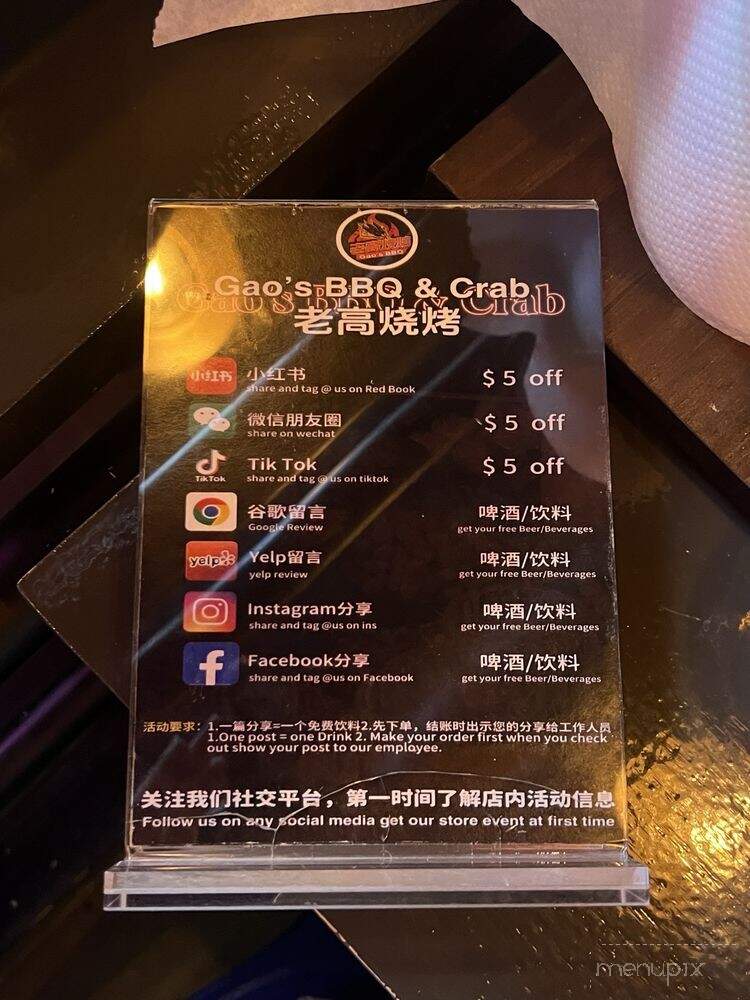 老高燒烤
Gao's BBQ
Gao's BBQ & Crab
老高烧烤
小红书 小红书 $5 off
share and tag @ us on Red Book
微信朋友圈 $5 off
share on wechat
Tik Tok $5 off
TikTok share and tag @ us on tiktok
谷歌留言 啤酒/饮料
Google Review get your free Beer/Beverages
yelp Yelp留言 啤酒/饮料
yelp review get your free Beer/Beverages
Instagram分享 啤酒/饮料
share and tag @us on ins get your free Beer/Beverages
Facebook分享 啤酒/饮料
share and tag @us on Facebook get your free Beer/Beverages
活动要求：1.一篇分享=一个免费饮料2.先下单，结账时出示您的分享给工作人员
1.One post = one Drink 2. Make your order first when you check
out show your post to our employee.
关注我们社交平台，第一时间了解店内活动信息
Follow us on any social media get our store event at first time
menupix